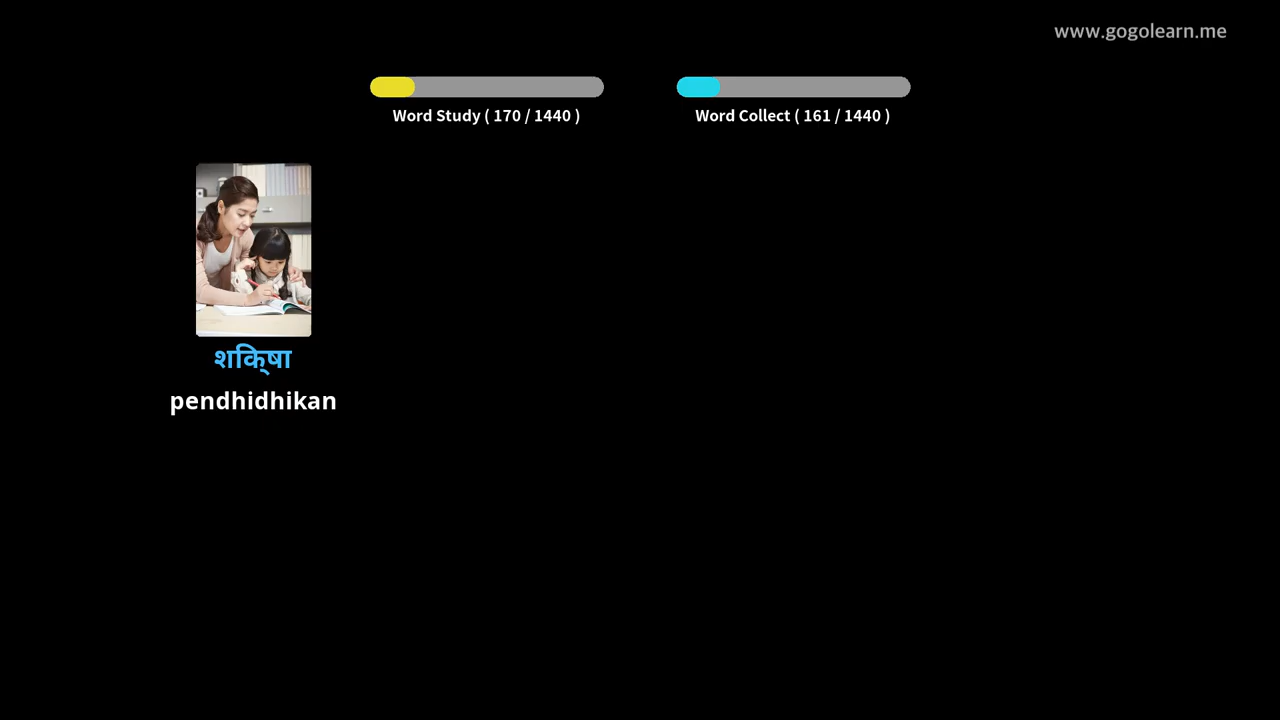 www.gogolearn.me
Word Study ( 170 / 1440 )
Word Collect ( 161 / 1440 )
शक्षिा
pendhidhikan